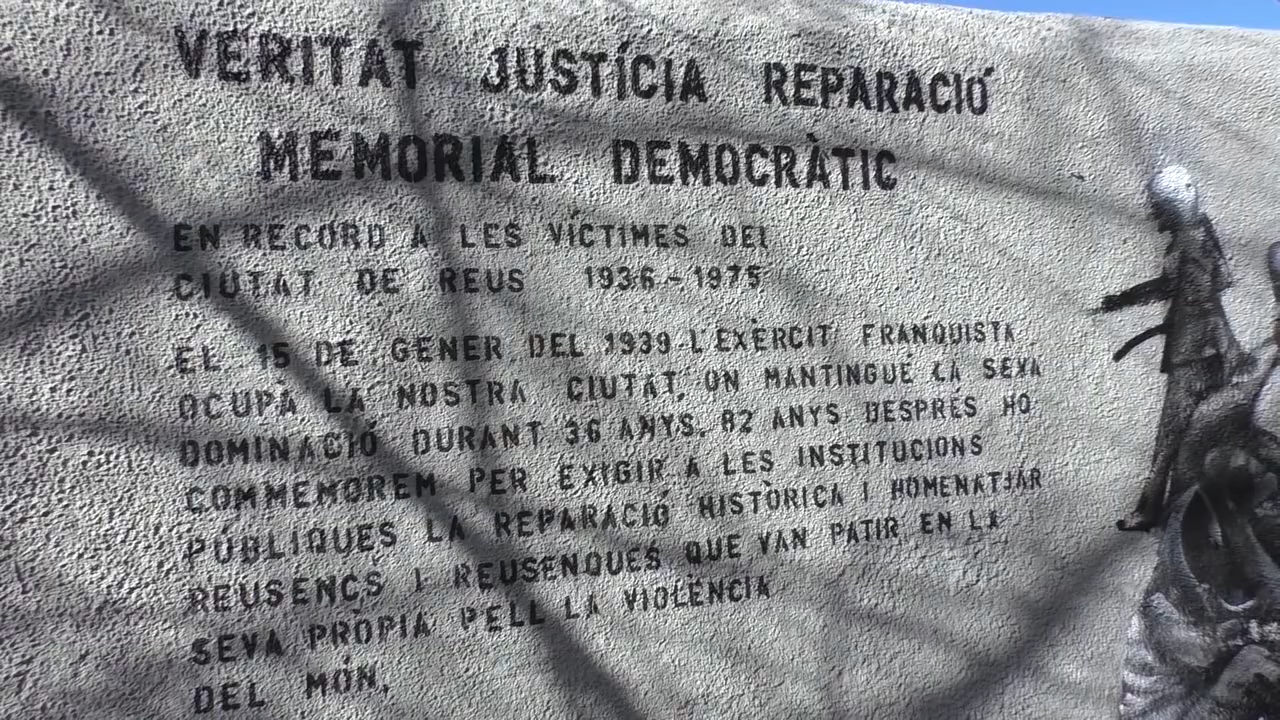 VERITAT JUSTÍCIA REPARACIÓ
MEMORIAL DEMOCRÀTIC
EN RECORD A LES VÍCTIMES DEL
CIUTAT DE REUS 1936-1975
EL 15 DE GENER DEL 1939 L'EXÈRCIT FRANQUISTA
OCUPÀ LA NOSTRA CIUTAT, ON MANTINGUÉ LA SEVA
DOMINACIÓ DURANT 36 ANYS. 82 ANYS DESPRÉS HO
COMMEMOREM PER EXIGIR A LES INSTITUCIONS
PÚBLIQUES LA REPARACIÓ HISTÒRICA I HOMENATJAR
REUSENCS I REUSENQUES QUE VAN PATIR EN LA
SEVA PRÒPIA PELL LA VIOLÈNCIA
DEL MÓN.